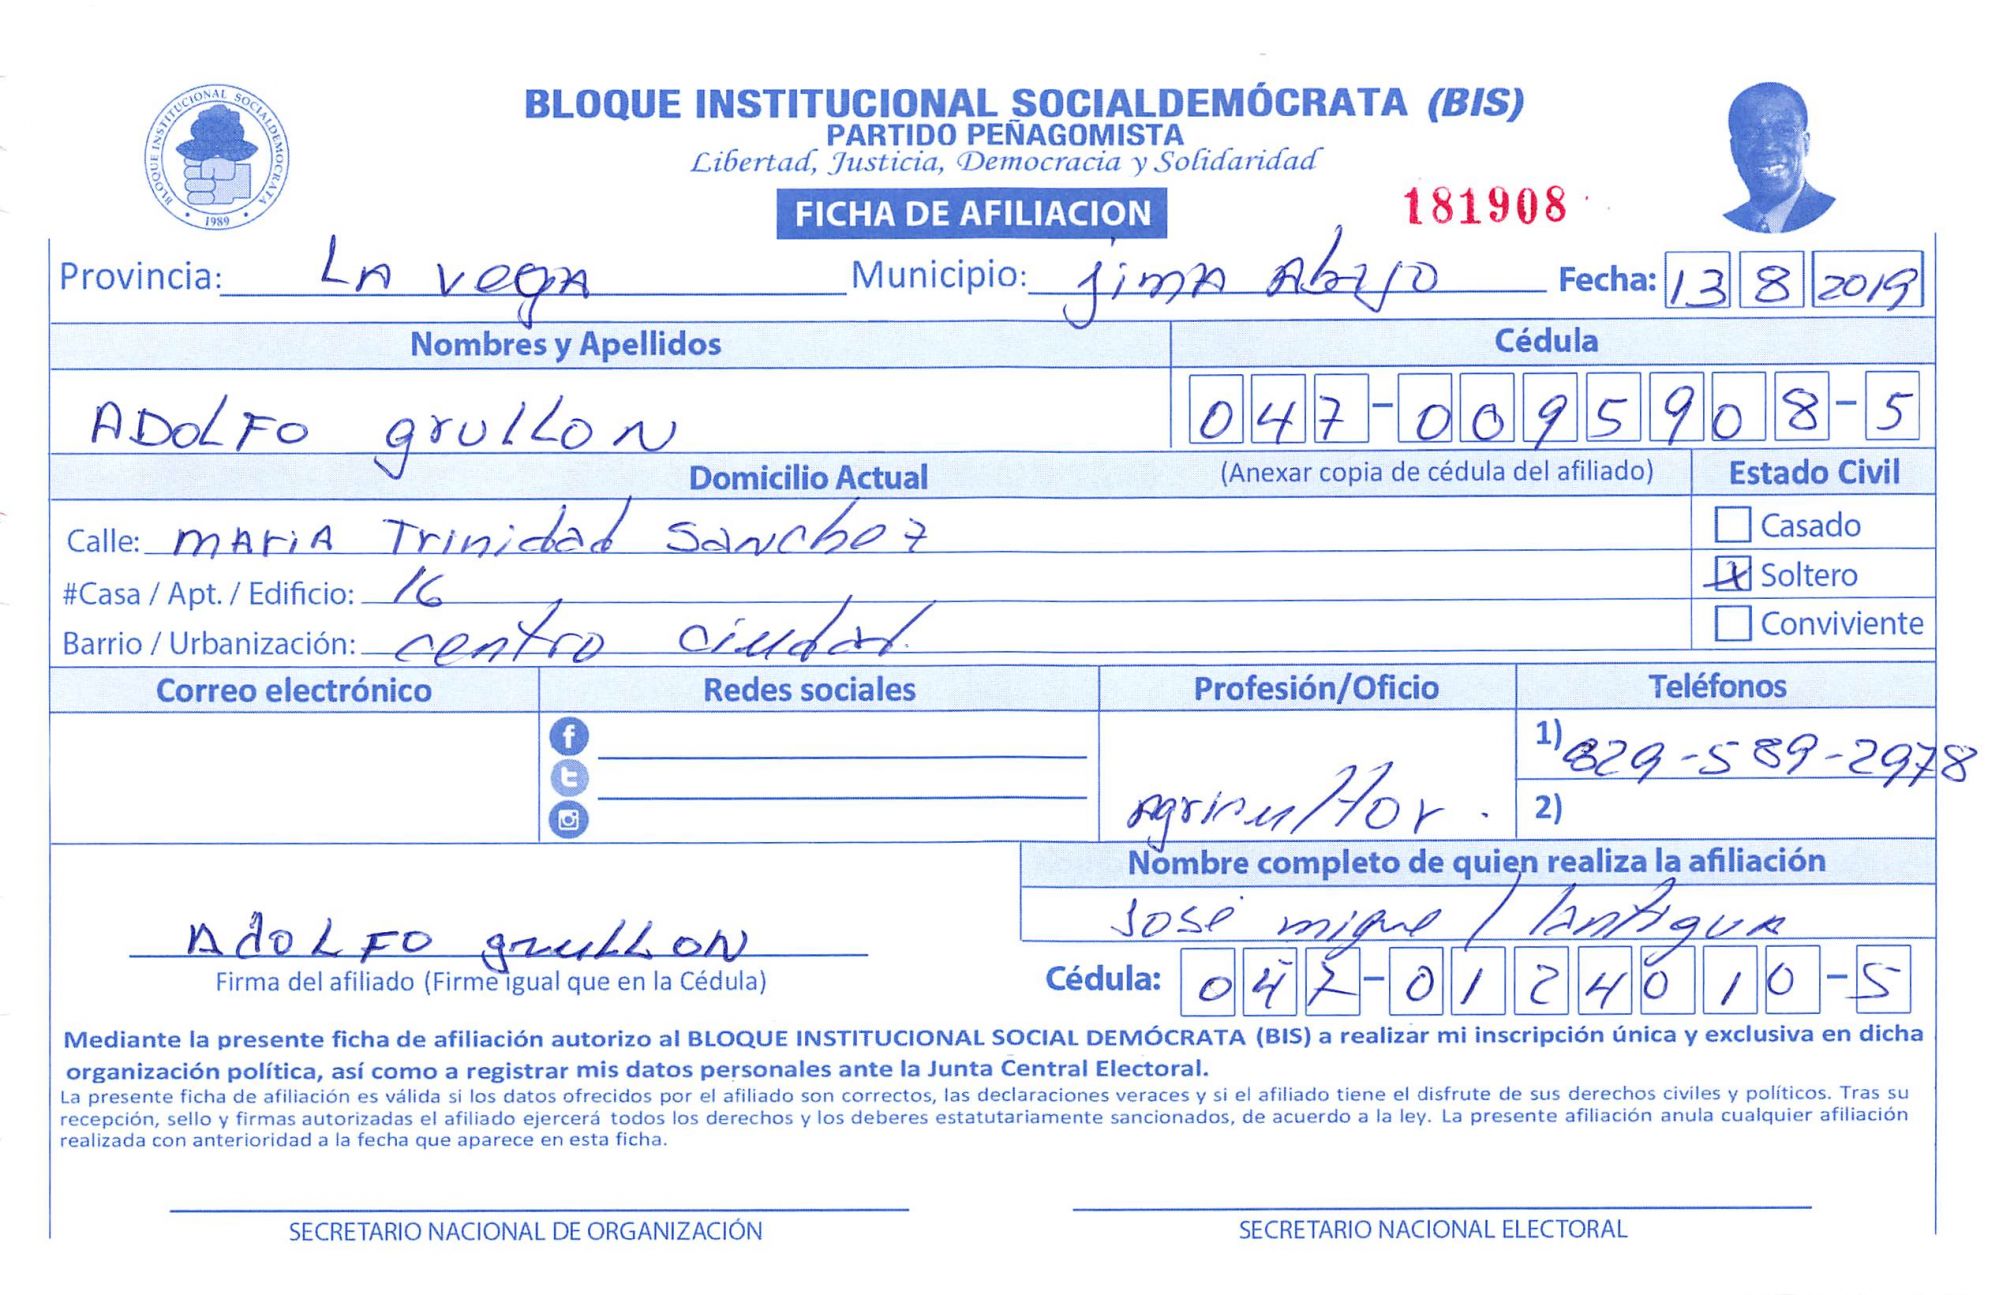 BLOQUE INSTITUCIONAL SOCIALDEMOCRATA
1989
BLOQUE INSTITUCIONAL SOCIALDEMÓCRATA (BIS)
PARTIDO PEÑAGOMISTA
Libertad, Justicia, Democracia y Solidaridad
FICHA DE AFILIACION
181908
Provincia: LA VegA Municipio: jimA AbAjo Fecha: 13 8 2019
Nombres y Apellidos Cédula
ADoLFo grulLoN 047-0095908-5
Domicilio Actual (Anexar copia de cédula del afiliado) Estado Civil
Calle: mAriA Trinidad Sanchez Casado
#Casa / Apt. / Edificio: 16 X Soltero
Barrio / Urbanización: centro ciudad. Conviviente
Correo electrónico Redes sociales Profesión/Oficio Teléfonos
1) 829-589-2978
Agricultor. 2)
Nombre completo de quien realiza la afiliación
José miguel Lantigua
AdoLFo grullon
Firma del afiliado (Firme igual que en la Cédula) Cédula: 047-0124010-5
Mediante la presente ficha de afiliación autorizo al BLOQUE INSTITUCIONAL SOCIAL DEMÓCRATA (BIS) a realizar mi inscripción única y exclusiva en dicha
organización política, así como a registrar mis datos personales ante la Junta Central Electoral.
La presente ficha de afiliación es válida si los datos ofrecidos por el afiliado son correctos, las declaraciones veraces y si el afiliado tiene el disfrute de sus derechos civiles y políticos. Tras su
recepción, sello y firmas autorizadas el afiliado ejercerá todos los derechos y los deberes estatutariamente sancionados, de acuerdo a la ley. La presente afiliación anula cualquier afiliación
realizada con anterioridad a la fecha que aparece en esta ficha.
SECRETARIO NACIONAL DE ORGANIZACIÓN SECRETARIO NACIONAL ELECTORAL